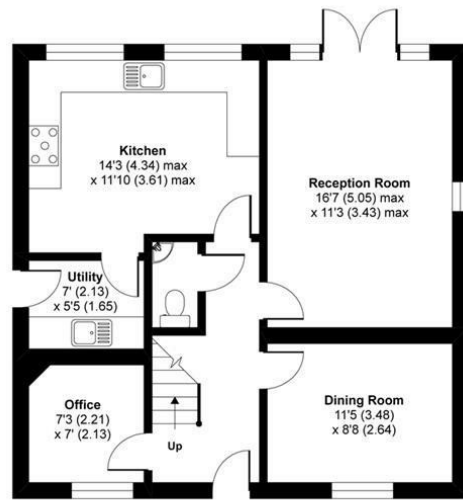 Kitchen
14'3 (4.34) max
x 11'10 (3.61) max
Reception Room
16'7 (5.05) max
x 11'3 (3.43) max
Utility
7' (2.13)
x 5'5 (1.65)
Office
7'3 (2.21)
x 7' (2.13)
Up
Dining Room
11'5 (3.48)
x 8'8 (2.64)